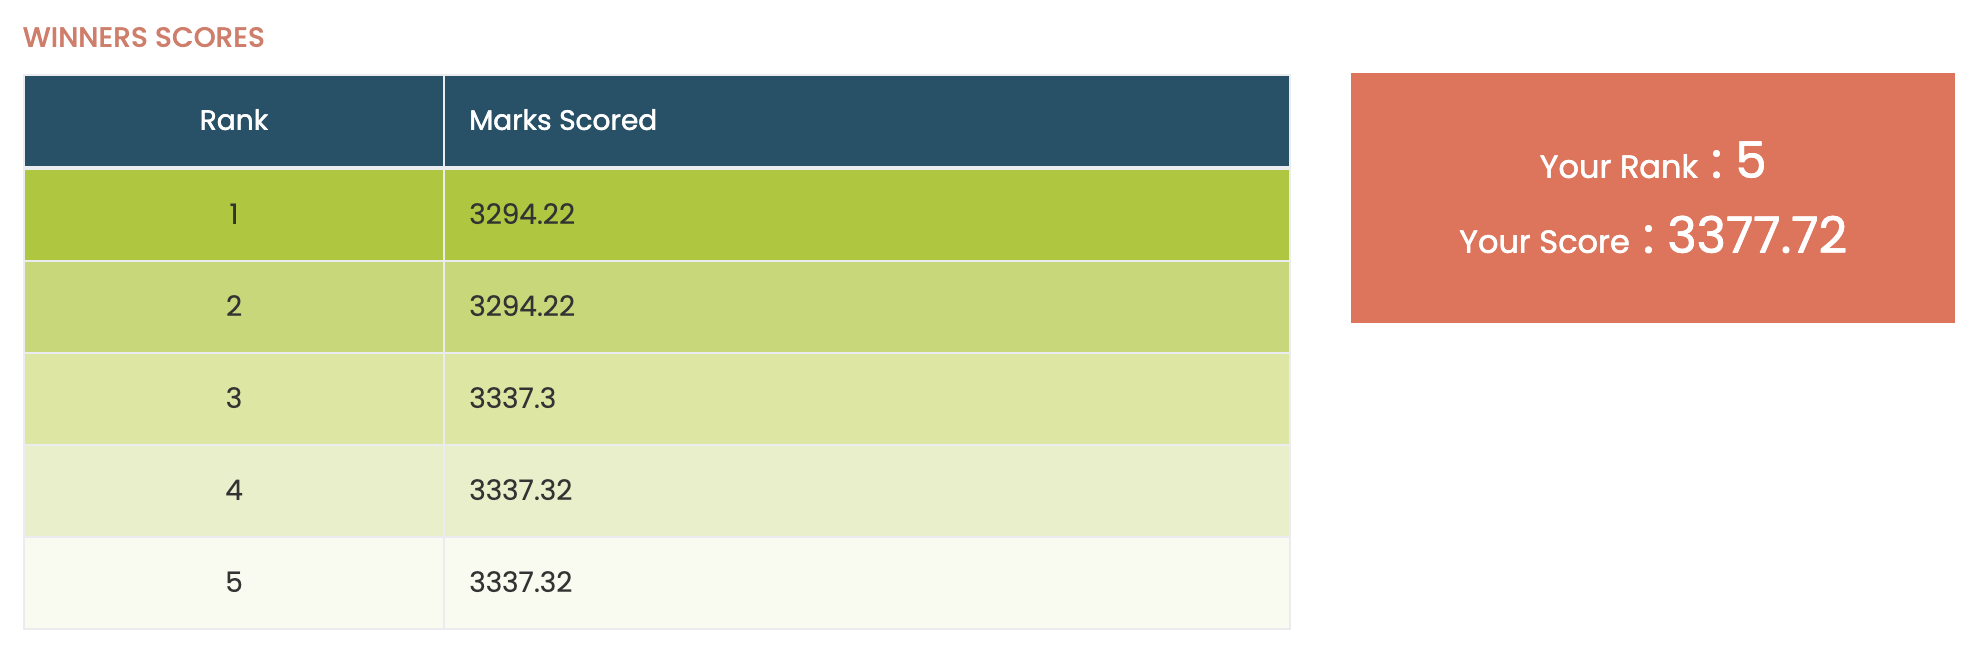 WINNERS SCORES
Rank Marks Scored
1 3294.22
2 3294.22
3 3337.3
4 3337.32
5 3337.32
Your Rank : 5
Your Score : 3377.72